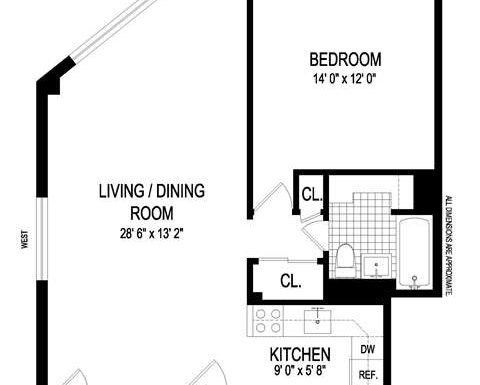 BEDROOM
14' 0" x 12' 0"
LIVING / DINING
ROOM
28' 6" x 13' 2"
CL.
WEST
ALL DIMENSIONS ARE APPROXIMATE
CL.
KITCHEN
9' 0" x 5' 8"
DW
REF.